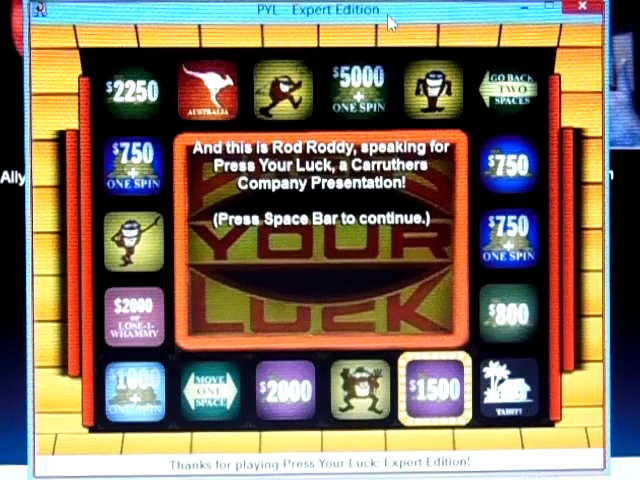 PYL - Expert Edition
$2250
AUSTRALIA
$5000
+
ONE SPIN
GO BACK
TWO
SPACES
$750
+
ONE SPIN
And this is Rod Roddy, speaking for
Press Your Luck, a Carruthers
Company Presentation!
(Press Space Bar to continue.)
YOUR
LUCK
$750
$750
+
ONE SPIN
$2000
or
LOSE-1-
WHAMMY
$800
$1000
+
ONE SPIN
MOVE
ONE
SPACE
$2000
$1500
TAHITI
Thanks for playing Press Your Luck: Expert Edition!
Ally